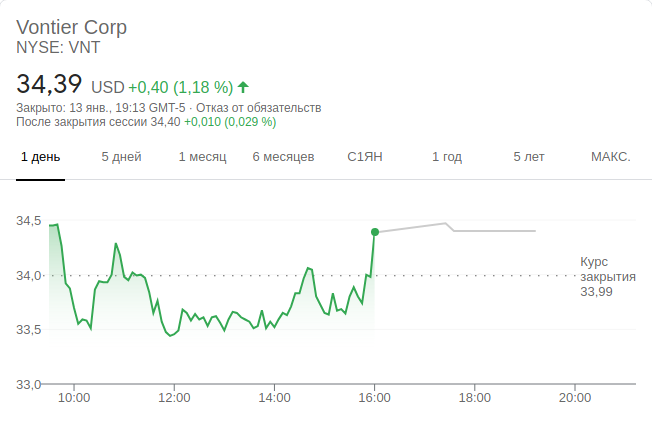 Vontier Corp
NYSE: VNT
34,39 USD +0,40 (1,18 %)
Закрыто: 13 янв., 19:13 GMT-5 · Отказ от обязательств
После закрытия сессии 34,40 +0,010 (0,029 %)
1 день 5 дней 1 месяц 6 месяцев С1ЯН 1 год 5 лет МАКС.
34,5
34,0
33,5
33,0
Курс
закрытия
33,99
10:00 12:00 14:00 16:00 18:00 20:00